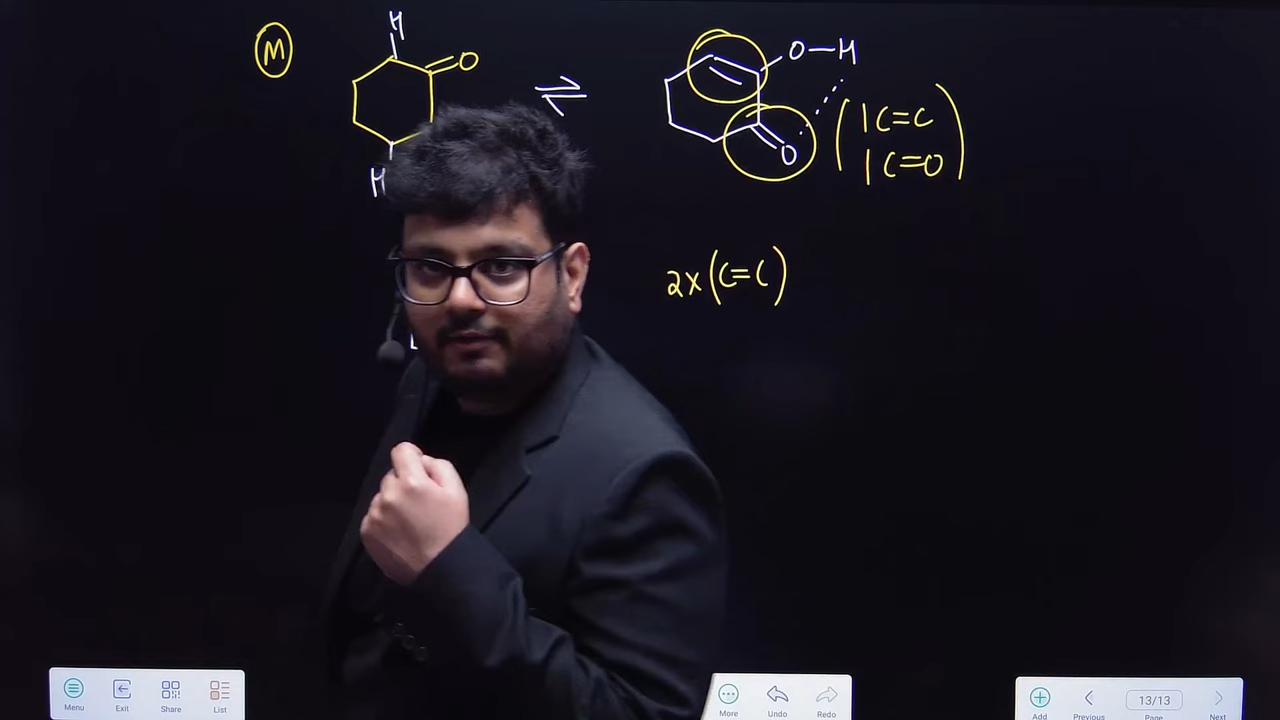 M
H
O
H
⇌
O—H
O
(1 C=C
1 C=O)
2x(C=C)
Menu
Exit
Share
List
More
Undo
Redo
Add
Previous
13/13
Page
Next